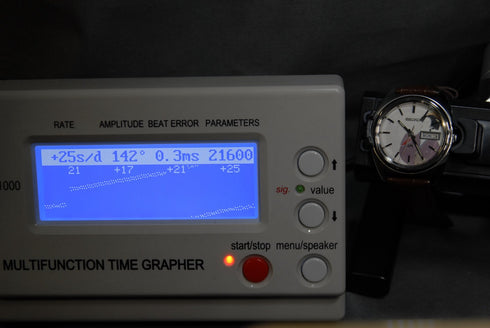 RATE AMPLITUDE BEAT ERROR PARAMETERS
+25s/d 142° 0.3ms 21600
21 +17 +21 +25
1000
sig. value
start/stop menu/speaker
MULTIFUNCTION TIME GRAPHER
SEIKO